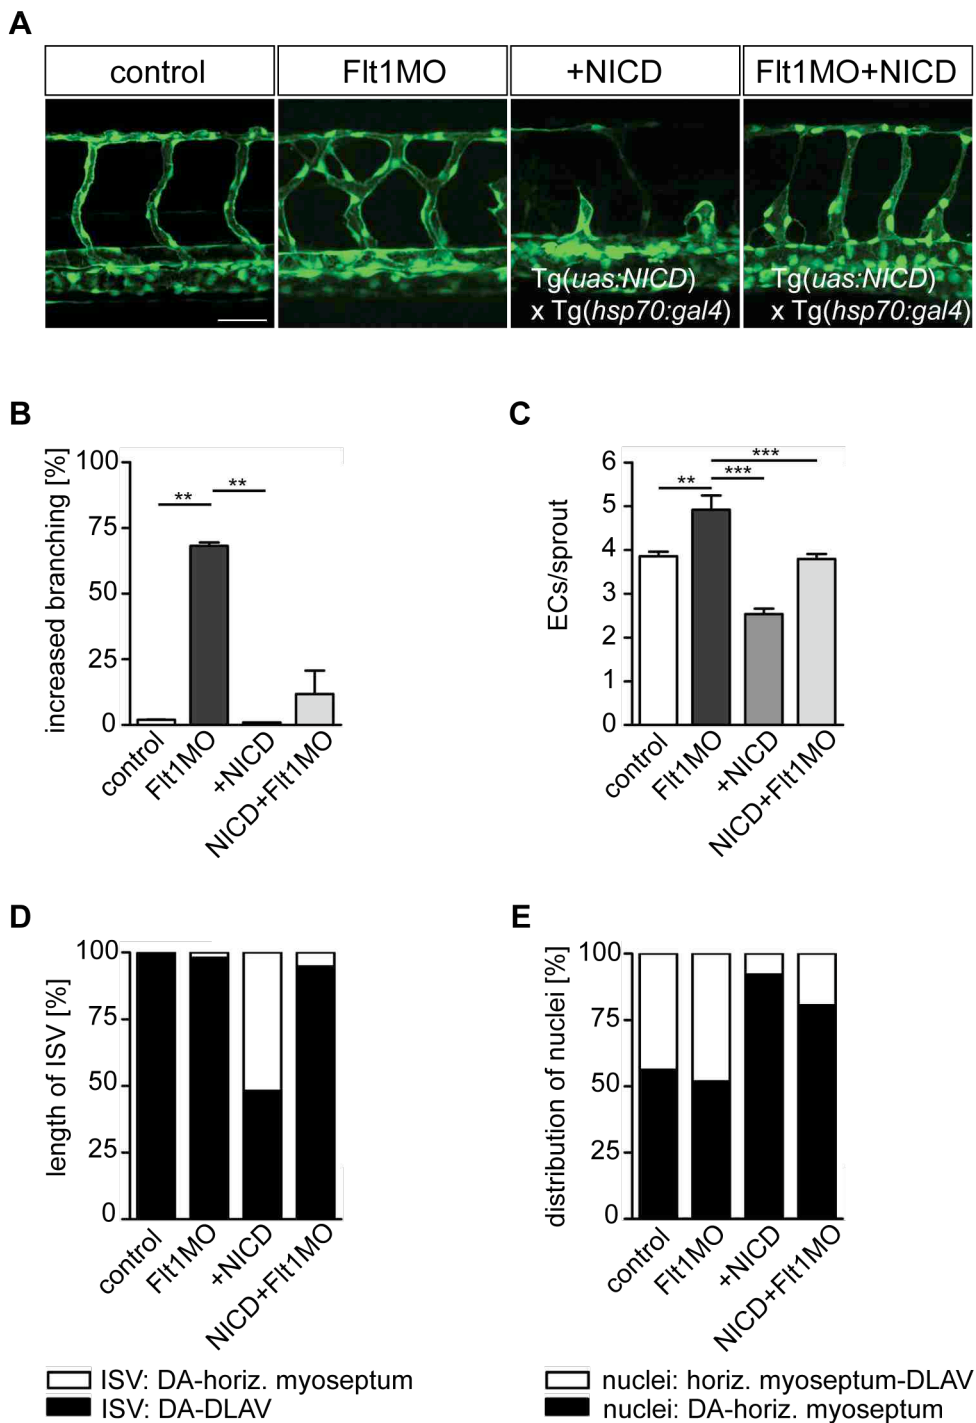 A
control Flt1MO +NICD Flt1MO+NICD
Tg(uas:NICD)
x Tg(hsp70:gal4)
Tg(uas:NICD)
x Tg(hsp70:gal4)
B
increased branching [%]
100
75
50
25
0
** **
control Flt1MO +NICD NICD+Flt1MO
C
ECs/sprout
6
5
4
3
2
1
0
** *** ***
control Flt1MO +NICD NICD+Flt1MO
D
length of ISV [%]
100
75
50
25
0
control Flt1MO +NICD NICD+Flt1MO
ISV: DA-horiz. myoseptum
ISV: DA-DLAV
E
distribution of nuclei [%]
100
75
50
25
0
control Flt1MO +NICD NICD+Flt1MO
nuclei: horiz. myoseptum-DLAV
nuclei: DA-horiz. myoseptum